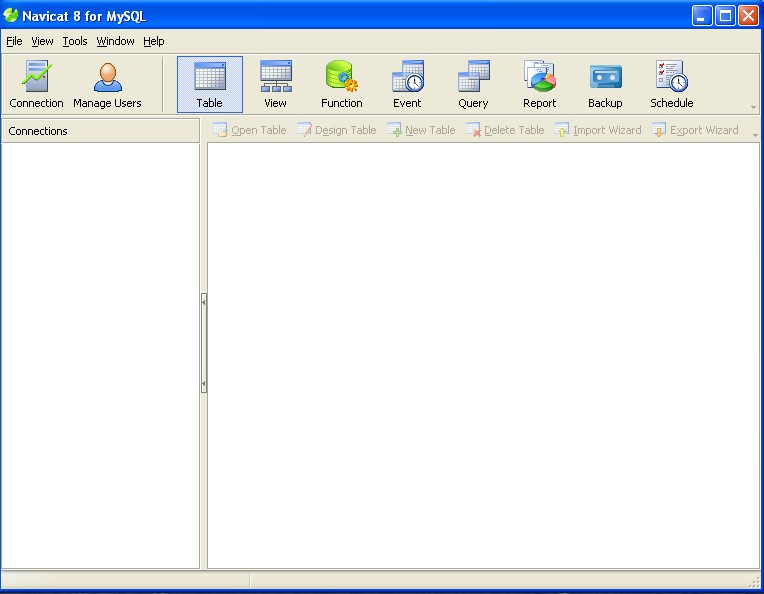 Navicat 8 for MySQL
File View Tools Window Help
Connection Manage Users Table View Function Event Query Report Backup Schedule
Connections Open Table Design Table New Table Delete Table Import Wizard Export Wizard